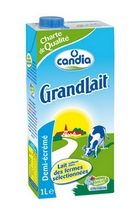 Charte
de Qualité
candia
Grandlait
Demi-écrémé
Lait
des fermes
sélectionnées
1L e